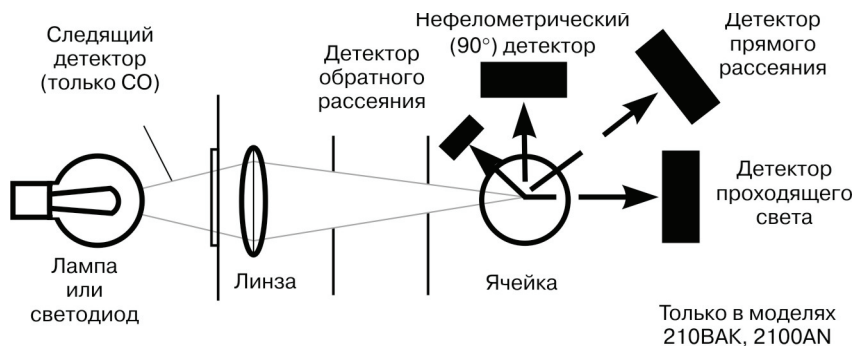 Следящий
детектор
(только СО)
Детектор
обратного
рассеяния
Нефелометрический
(90°) детектор
Детектор
прямого
рассеяния
Детектор
проходящего
света
Лампа
или
светодиод
Линза
Ячейка
Только в моделях
210BAK, 2100AN